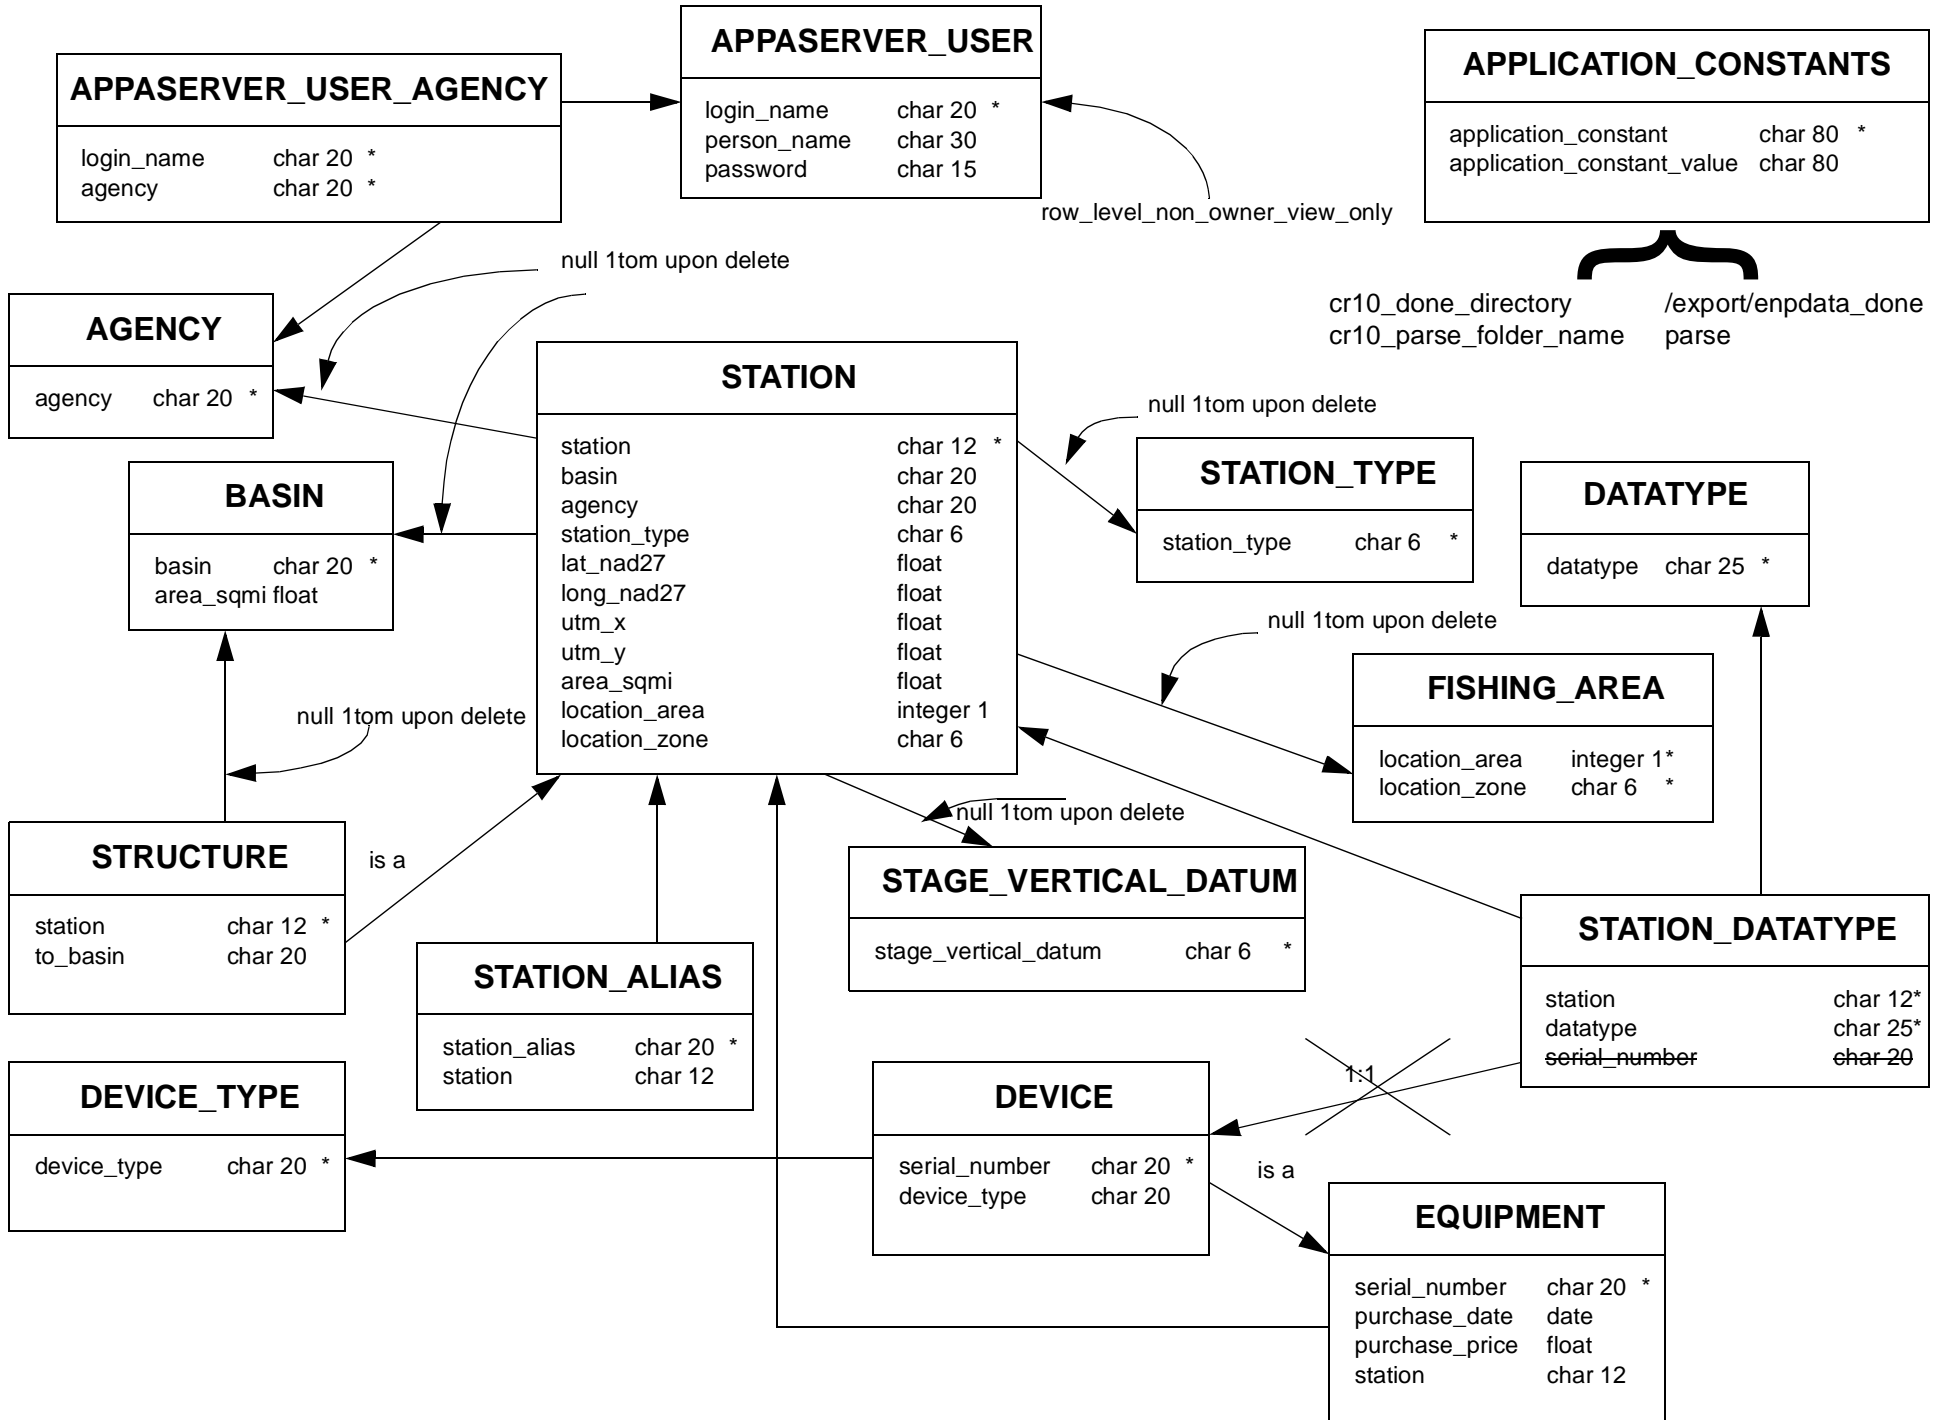 APPASERVER_USER_AGENCY
login_name char 20 *
agency char 20 *
APPASERVER_USER
login_name char 20 *
person_name char 30
password char 15
row_level_non_owner_view_only
APPLICATION_CONSTANTS
application_constant char 80 *
application_constant_value char 80
cr10_done_directory /export/enpdata_done
cr10_parse_folder_name parse
null 1tom upon delete
AGENCY
agency char 20 *
BASIN
basin char 20 *
area_sqmi float
STATION
station char 12 *
basin char 20
agency char 20
station_type char 6
lat_nad27 float
long_nad27 float
utm_x float
utm_y float
area_sqmi float
location_area integer 1
location_zone char 6
null 1tom upon delete
STATION_TYPE
station_type char 6 *
DATATYPE
datatype char 25 *
null 1tom upon delete
FISHING_AREA
location_area integer 1*
location_zone char 6 *
null 1tom upon delete
STRUCTURE
station char 12 *
to_basin char 20
is a
STATION_ALIAS
station_alias char 20 *
station char 12
null 1tom upon delete
STAGE_VERTICAL_DATUM
stage_vertical_datum char 6 *
STATION_DATATYPE
station char 12*
datatype char 25*
serial_number char 20
1:1
DEVICE_TYPE
device_type char 20 *
DEVICE
serial_number char 20 *
device_type char 20
is a
EQUIPMENT
serial_number char 20 *
purchase_date date
purchase_price float
station char 12